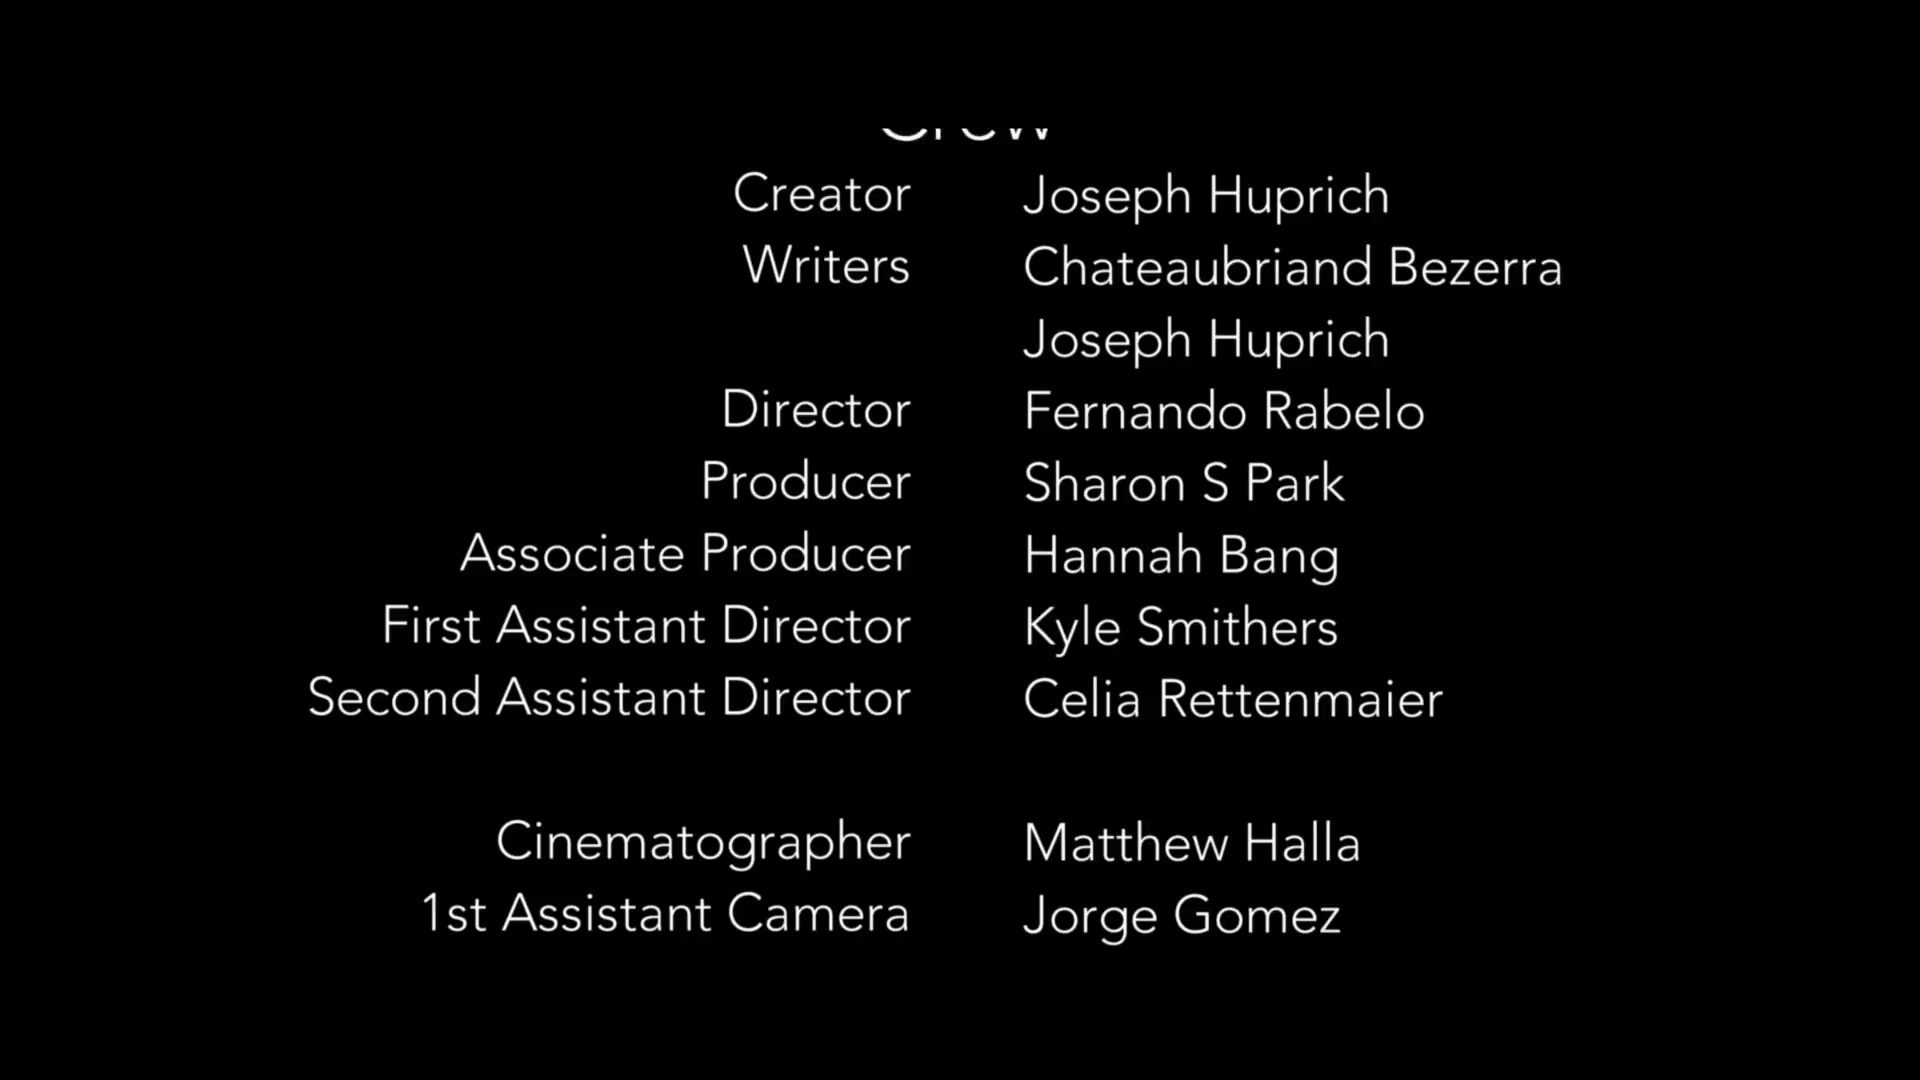 Crew
Creator Joseph Huprich
Writers Chateaubriand Bezerra
Joseph Huprich
Director Fernando Rabelo
Producer Sharon S Park
Associate Producer Hannah Bang
First Assistant Director Kyle Smithers
Second Assistant Director Celia Rettenmaier
Cinematographer Matthew Halla
1st Assistant Camera Jorge Gomez